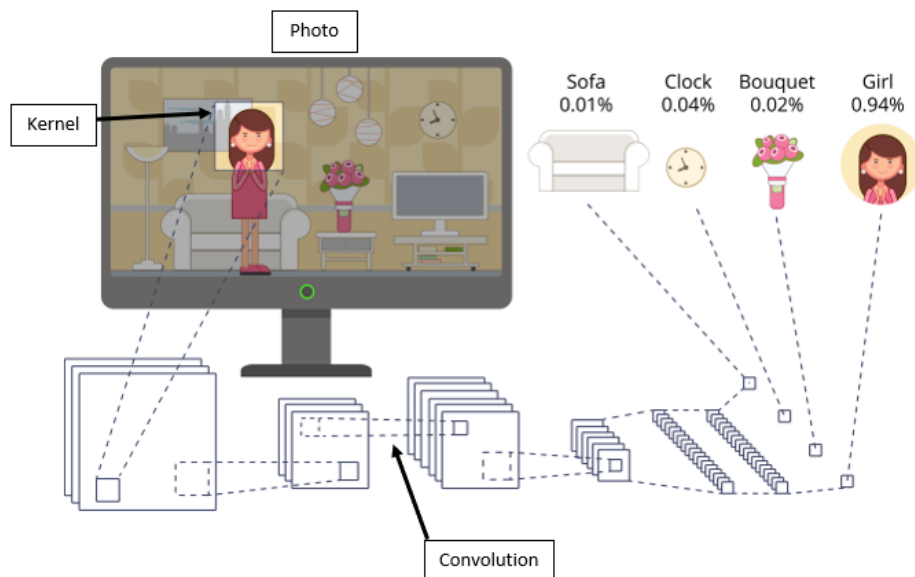 Photo
Kernel
Sofa
0.01%
Clock
0.04%
Bouquet
0.02%
Girl
0.94%
Convolution